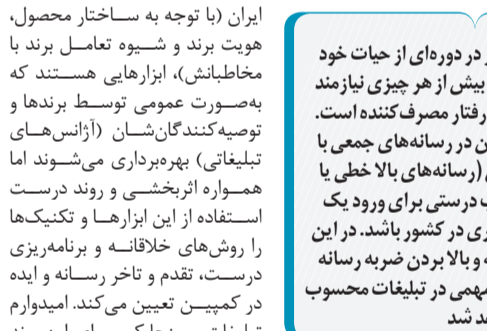 ایران (با توجه به ساختار محصول،
هویت برند و شیوه تعامل برند با
مخاطبانش)، ابزارهایی هستند که
به‌صورت عمومی توسط برندها و
توصیه‌کنندگان‌شان (آژانس‌های
تبلیغاتی) بهره‌برداری می‌شوند اما
همواره اثربخشی و روند درست
استفاده از این ابزارها و تکنیک‌ها
را روش‌های خلاقانه و برنامه‌ریزی
درست، تقدم و تاخر رسانه و ایده
در کمپین تعیین می‌کند. امیدوارم
در دوره‌ای از حیات خود
بیش از هر چیزی نیازمند
رفتار مصرف‌کننده است.
در رسانه‌های جمعی با
(رسانه‌های بالا خطی یا
درستی برای ورود یک
در کشور باشد. در این
و بالا بردن ضربه رسانه
مهمی در تبلیغات محسوب
شد